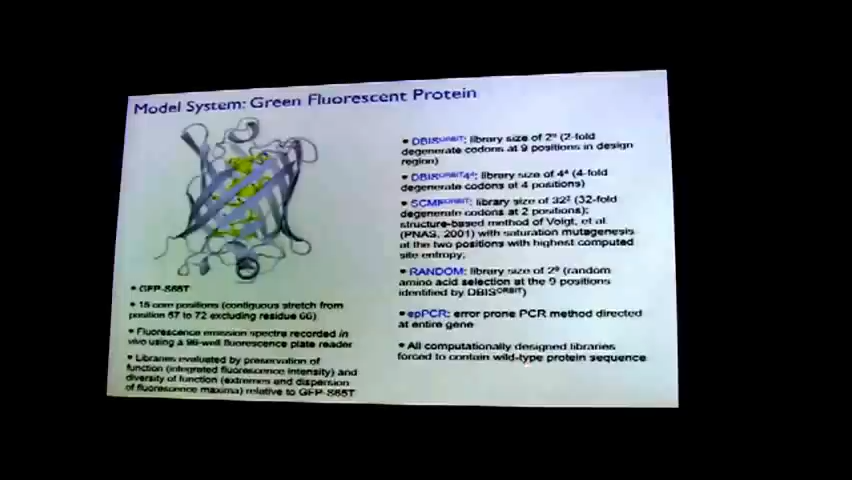 Model System: Green Fluorescent Protein
• GFP-S65T
• 15 core positions (contiguous stretch from
position 57 to 72 excluding residue 66)
• Fluorescence emission spectra recorded in
vivo using a 96-well fluorescence plate reader
• Libraries evaluated by preservation of
function (integrated fluorescence intensity) and
diversity of function (extremes and dispersion
of fluorescence maxima) relative to GFP-S65T
• DBISᴼᴿᴮᴵᵀ: library size of 2⁹ (2-fold
degenerate codons at 9 positions in design
region)
• DBISᴼᴿᴮᴵᵀ4⁴: library size of 4⁴ (4-fold
degenerate codons at 4 positions)
• SCMFᴼᴿᴮᴵᵀ: library size of 32² (32-fold
degenerate codons at 2 positions);
structure-based method of Voigt, et al.
(PNAS, 2001) with saturation mutagenesis
at the two positions with highest computed
site entropy;
• RANDOM: library size of 2⁹ (random
amino acid selection at the 9 positions
identified by DBISᴼᴿᴮᴵᵀ)
• epPCR: error prone PCR method directed
at entire gene
• All computationally designed libraries
forced to contain wild-type protein sequence